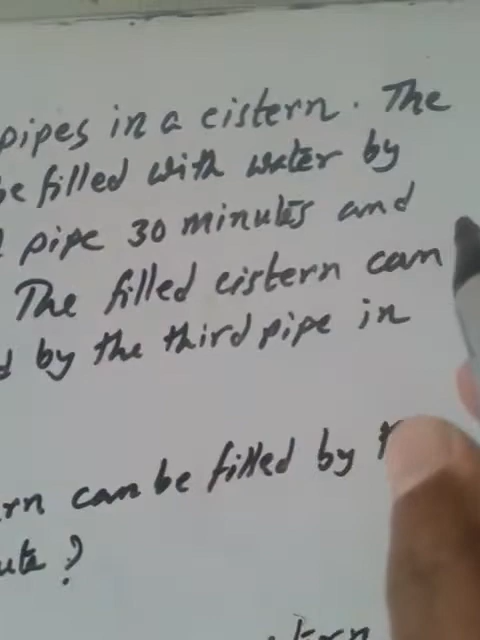 pipes in a cistern. The
be filled with water by
pipe 30 minutes and
The filled cistern can
by the third pipe in
can be filled by
?